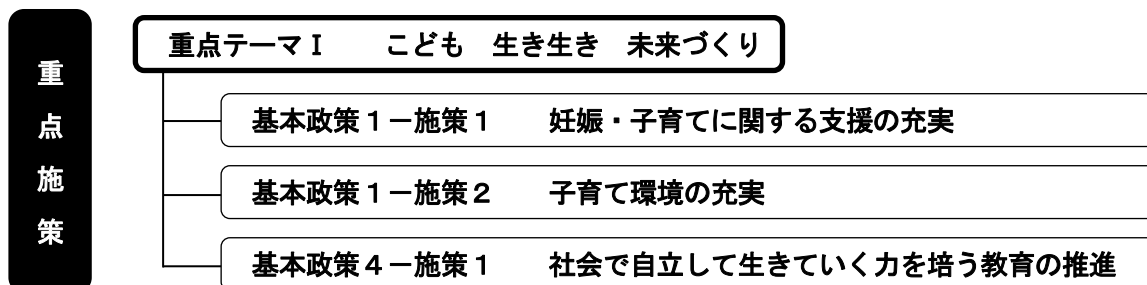 重点施策
重点テーマⅠ　　こども　生き生き　未来づくり
基本政策１－施策１　　妊娠・子育てに関する支援の充実
基本政策１－施策２　　子育て環境の充実
基本政策４－施策１　　社会で自立して生きていく力を培う教育の推進